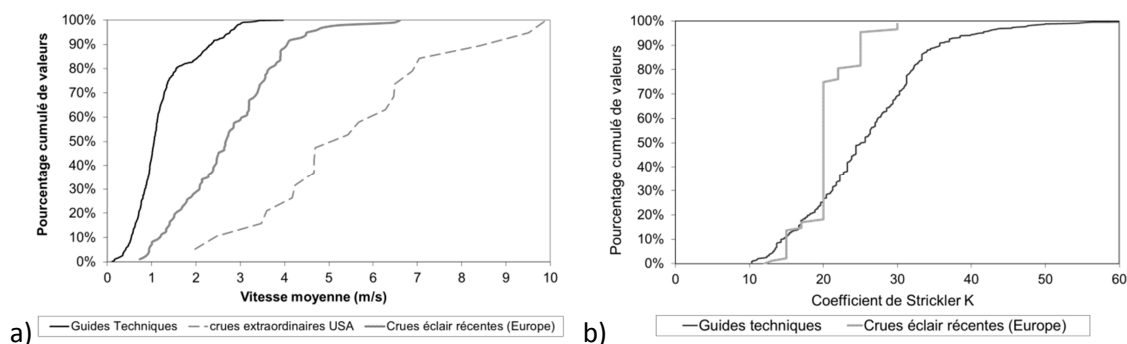 100%
90%
80%
70%
60%
50%
40%
30%
20%
10%
0%
Pourcentage cumulé de valeurs
0 1 2 3 4 5 6 7 8 9 10
Vitesse moyenne (m/s)
a)
Guides Techniques
crues extraordinaires USA
Crues éclair récentes (Europe)
100%
90%
80%
70%
60%
50%
40%
30%
20%
10%
0%
Pourcentage cumulé de valeurs
0 10 20 30 40 50 60
Coefficient de Strickler K
b)
Guides techniques
Crues éclair récentes (Europe)